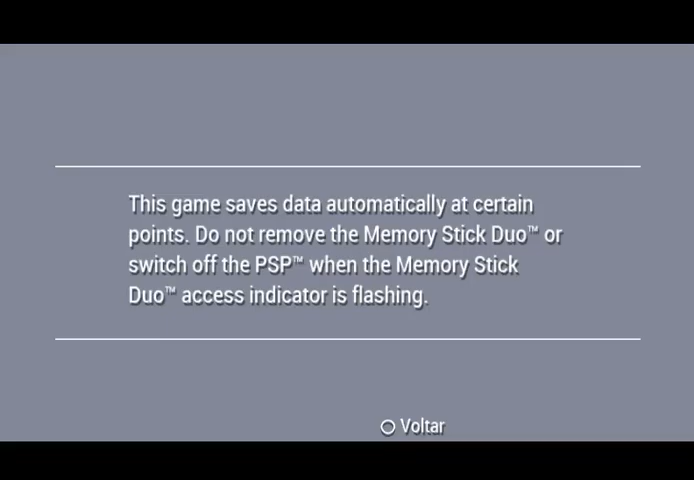 This game saves data automatically at certain
points. Do not remove the Memory Stick Duo™ or
switch off the PSP™ when the Memory Stick
Duo™ access indicator is flashing.
Voltar